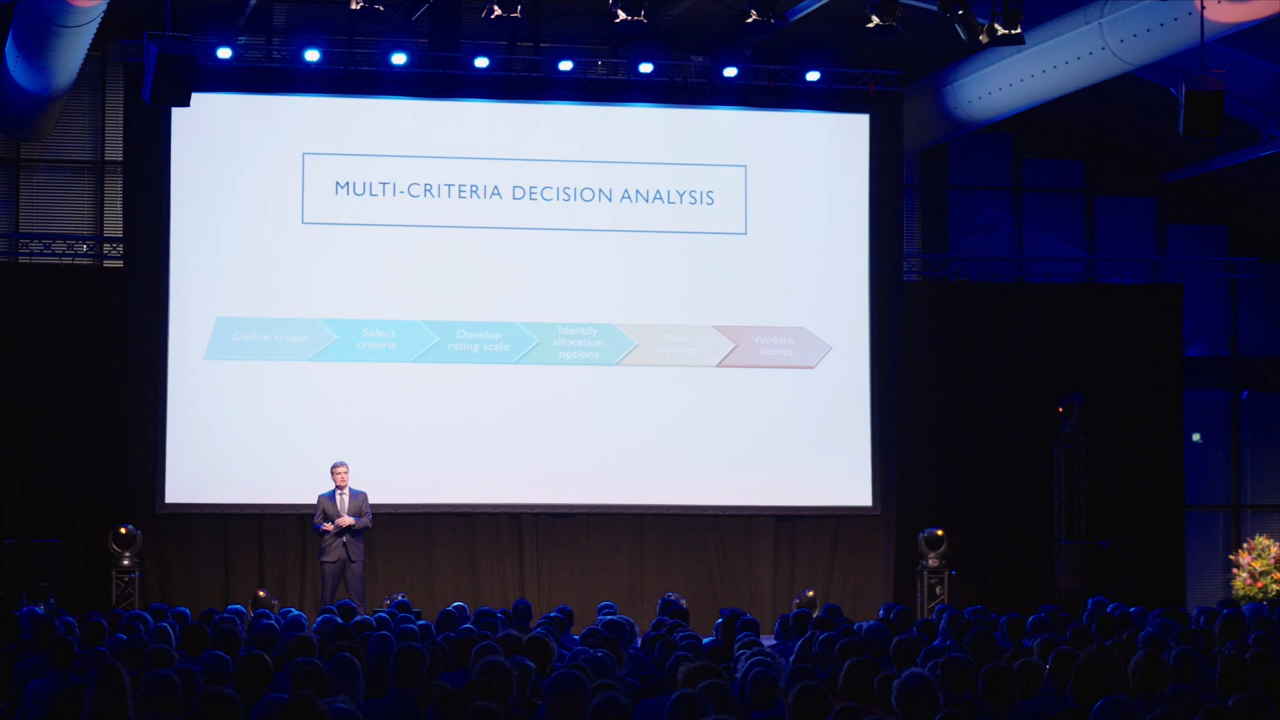 MULTI-CRITERIA DECISION ANALYSIS
Define scope
Select
criteria
Develop
rating scale
Identify
allocation
options
Rate
options
Validate
scores